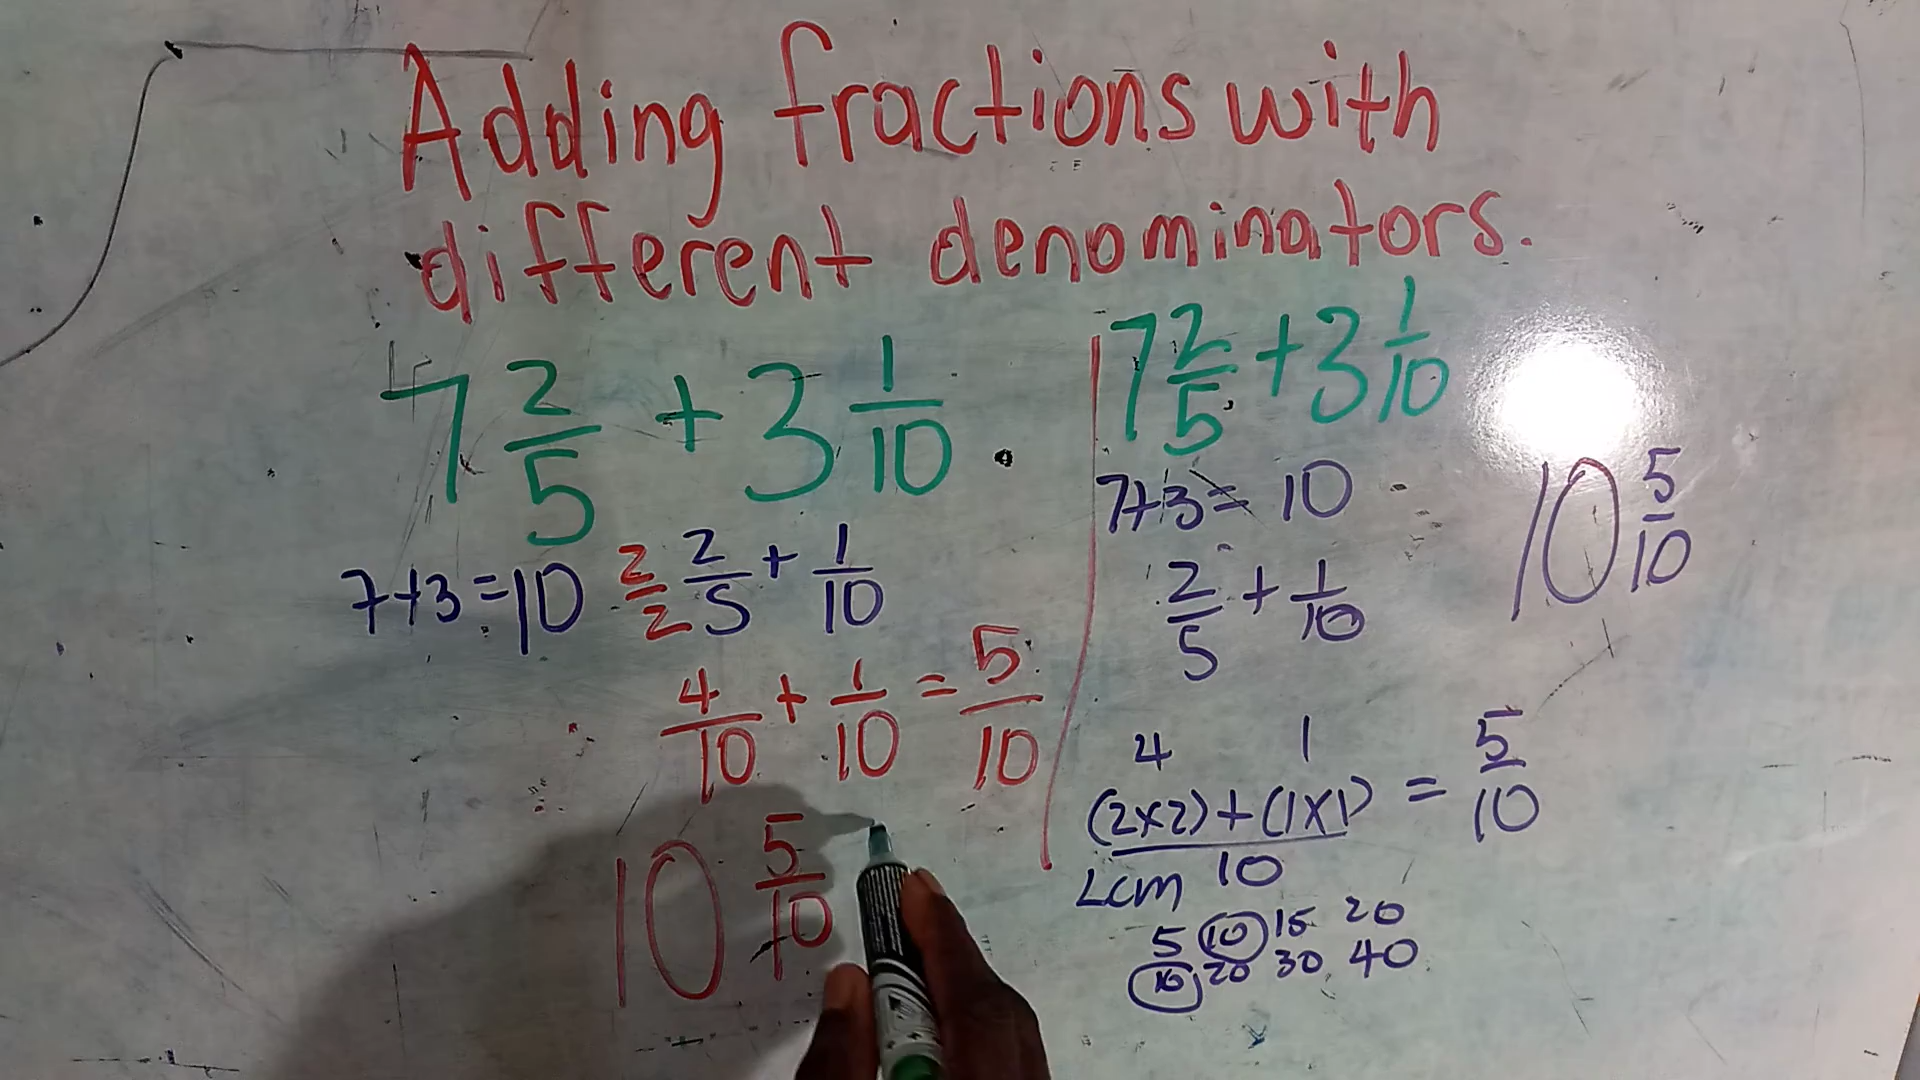 Adding fractions with
different denominators.
7 2/5 + 3 1/10
7+3=10 2/2 2/5 + 1/10
4/10 + 1/10 = 5/10
10 5/10
7 2/5 + 3 1/10
7+3= 10
10 5/10
2/5 + 1/10
4 1
(2x2)+(1x1)/10 = 5/10
LCM
5 10 15 20
10 20 30 40